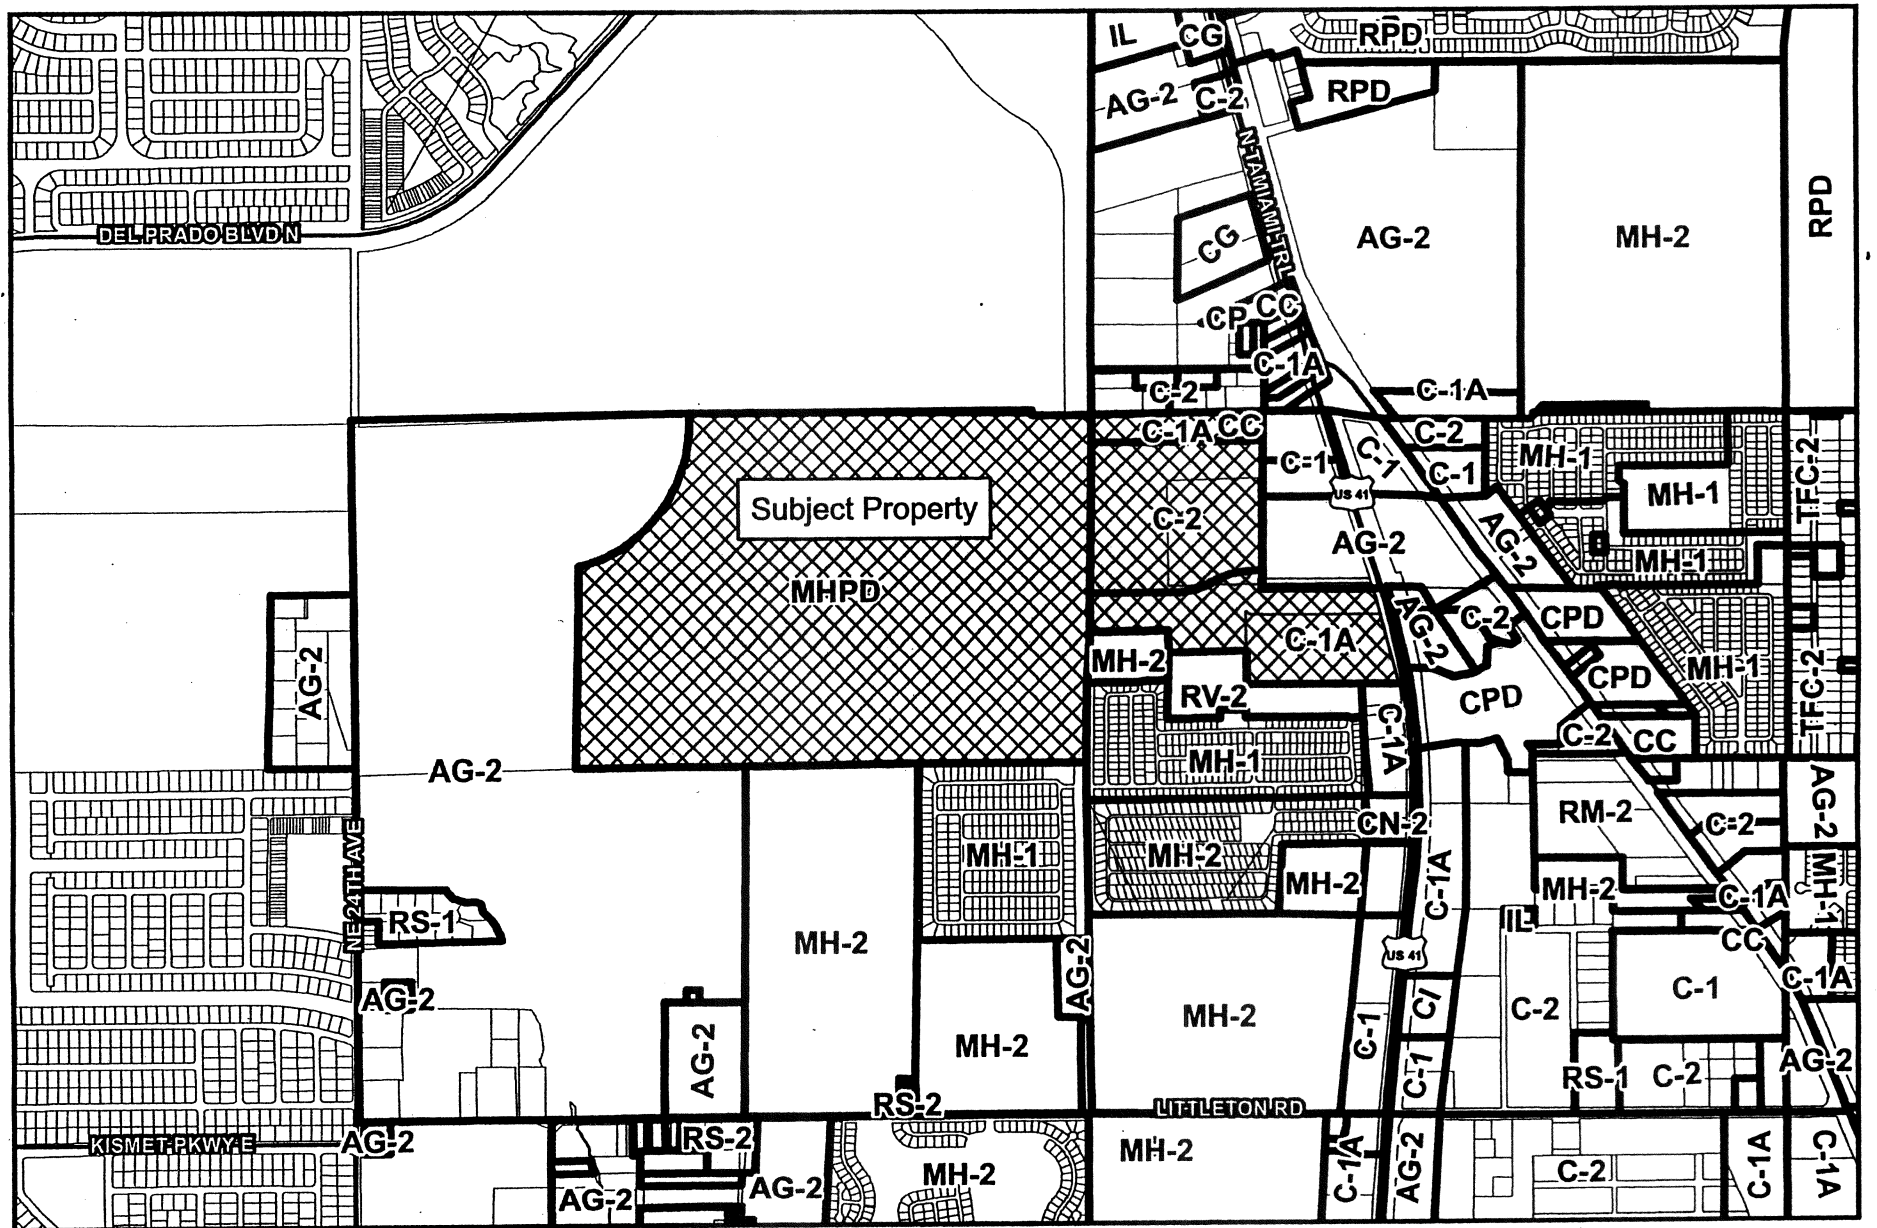 IL
CG
RPD
AG-2
C-2
RPD
N TAMIAMI TRL
RPD
DEL PRADO BLVD N
CG
AG-2
MH-2
CP
CC
C-1A
C-2
C-1A
C-1A
CC
C-1
C-1
C-2
C-1
MH-1
MH-1
TFC-2
US 41
Subject Property
C-2
AG-2
AG-2
MH-1
MHPD
AG-2
C-2
CPD
C-1A
AG-2
MH-2
RV-2
CPD
CPD
MH-1
TFC-2
C-1A
C-2
CC
MH-1
AG-2
RM-2
C-2
AG-2
CN-2
NE 24TH AVE
MH-1
MH-2
MH-2
C-1A
MH-2
C-1A
MH-1
RS-1
IL
CC
MH-2
AG-2
US 41
C-1A
AG-2
CI
C-2
C-1
AG-2
MH-2
MH-2
C-1
C-1
RS-1
C-2
AG-2
RS-2
LITTLETON RD
KISMET PKWY E
AG-2
RS-2
MH-2
C-1A
AG-2
C-2
C-1A
C-1A
AG-2
AG-2
MH-2